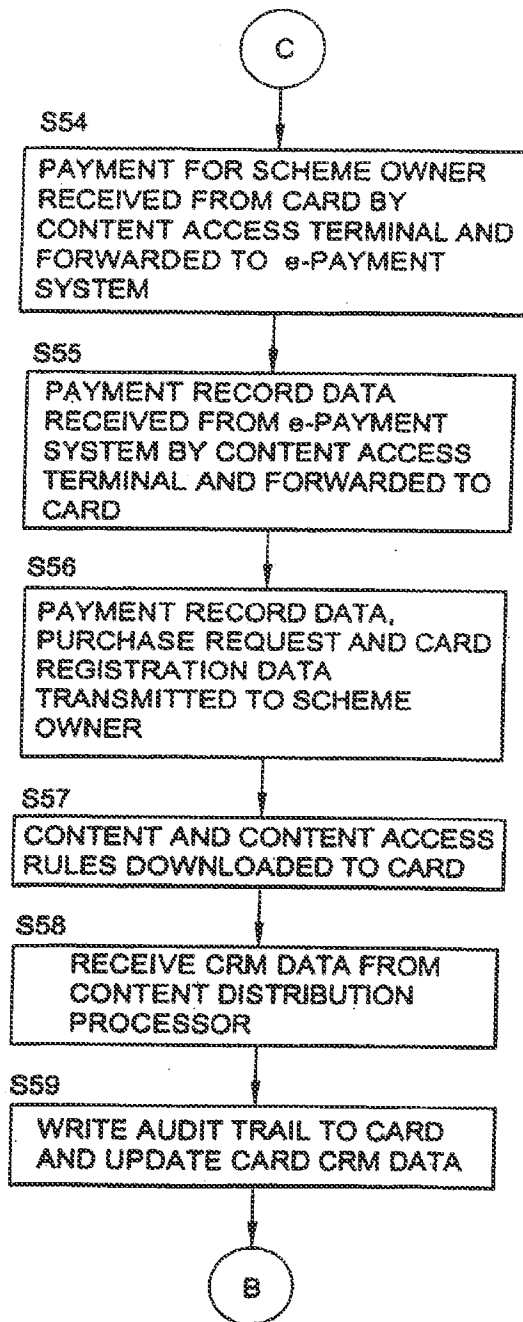 C
S54
PAYMENT FOR SCHEME OWNER
RECEIVED FROM CARD BY
CONTENT ACCESS TERMINAL AND
FORWARDED TO e-PAYMENT
SYSTEM
S55
PAYMENT RECORD DATA
RECEIVED FROM e-PAYMENT
SYSTEM BY CONTENT ACCESS
TERMINAL AND FORWARDED TO
CARD
S56
PAYMENT RECORD DATA,
PURCHASE REQUEST AND CARD
REGISTRATION DATA
TRANSMITTED TO SCHEME
OWNER
S57
CONTENT AND CONTENT ACCESS
RULES DOWNLOADED TO CARD
S58
RECEIVE CRM DATA FROM
CONTENT DISTRIBUTION
PROCESSOR
S59
WRITE AUDIT TRAIL TO CARD
AND UPDATE CARD CRM DATA
B